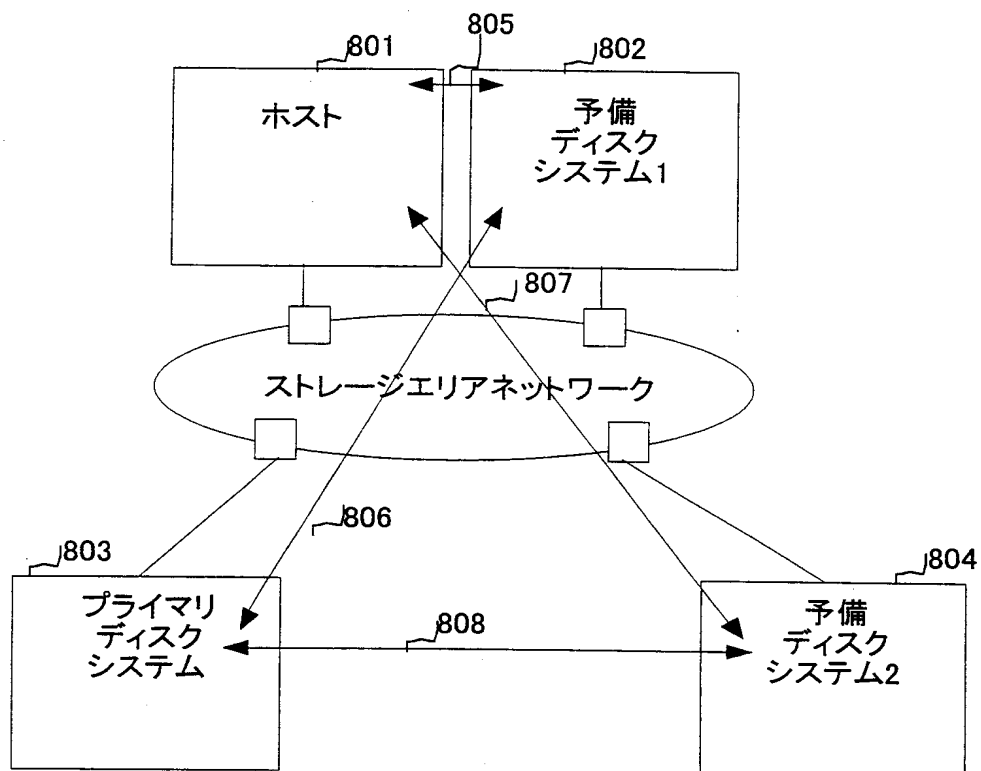 805
801
802
ホスト
予備
ディスク
システム1
807
ストレージエリアネットワーク
806
803
804
プライマリ
ディスク
システム
808
予備
ディスク
システム2